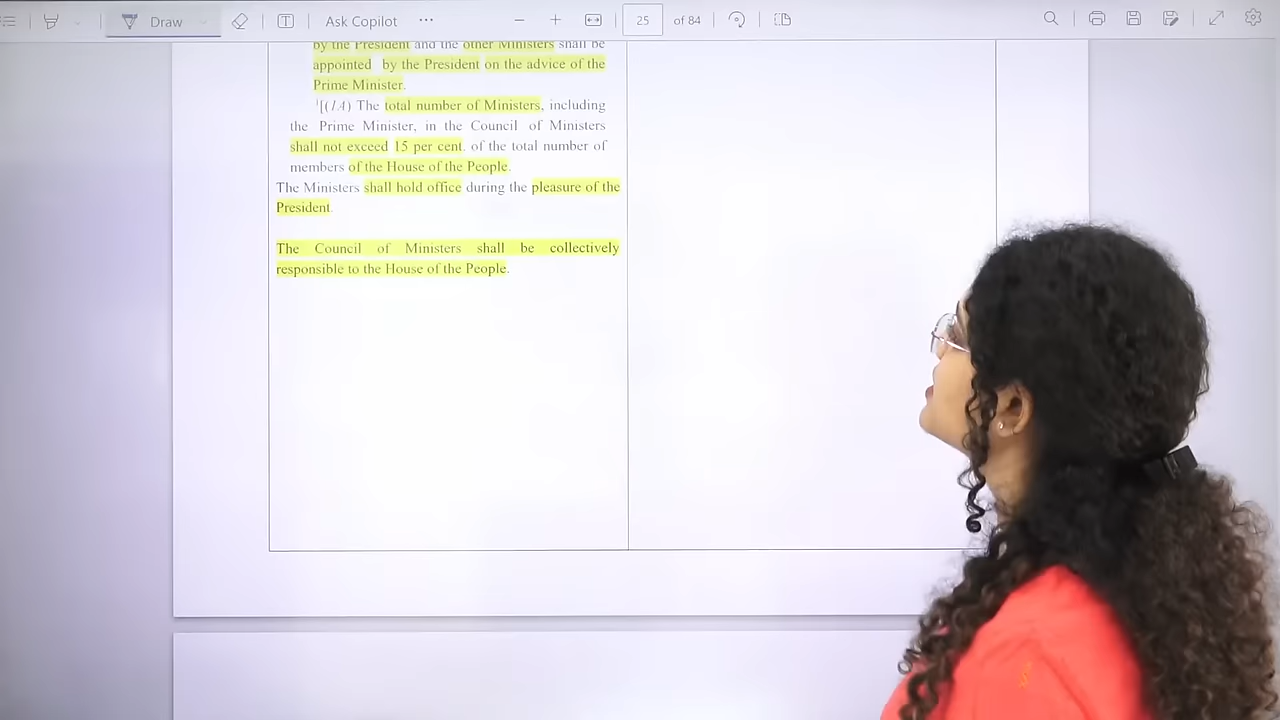 Draw
Ask Copilot
25 of 84
by the President and the other Ministers shall be
appointed by the President on the advice of the
Prime Minister.
¹[(1A) The total number of Ministers, including
the Prime Minister, in the Council of Ministers
shall not exceed 15 per cent. of the total number of
members of the House of the People.
The Ministers shall hold office during the pleasure of the
President.
The Council of Ministers shall be collectively
responsible to the House of the People.